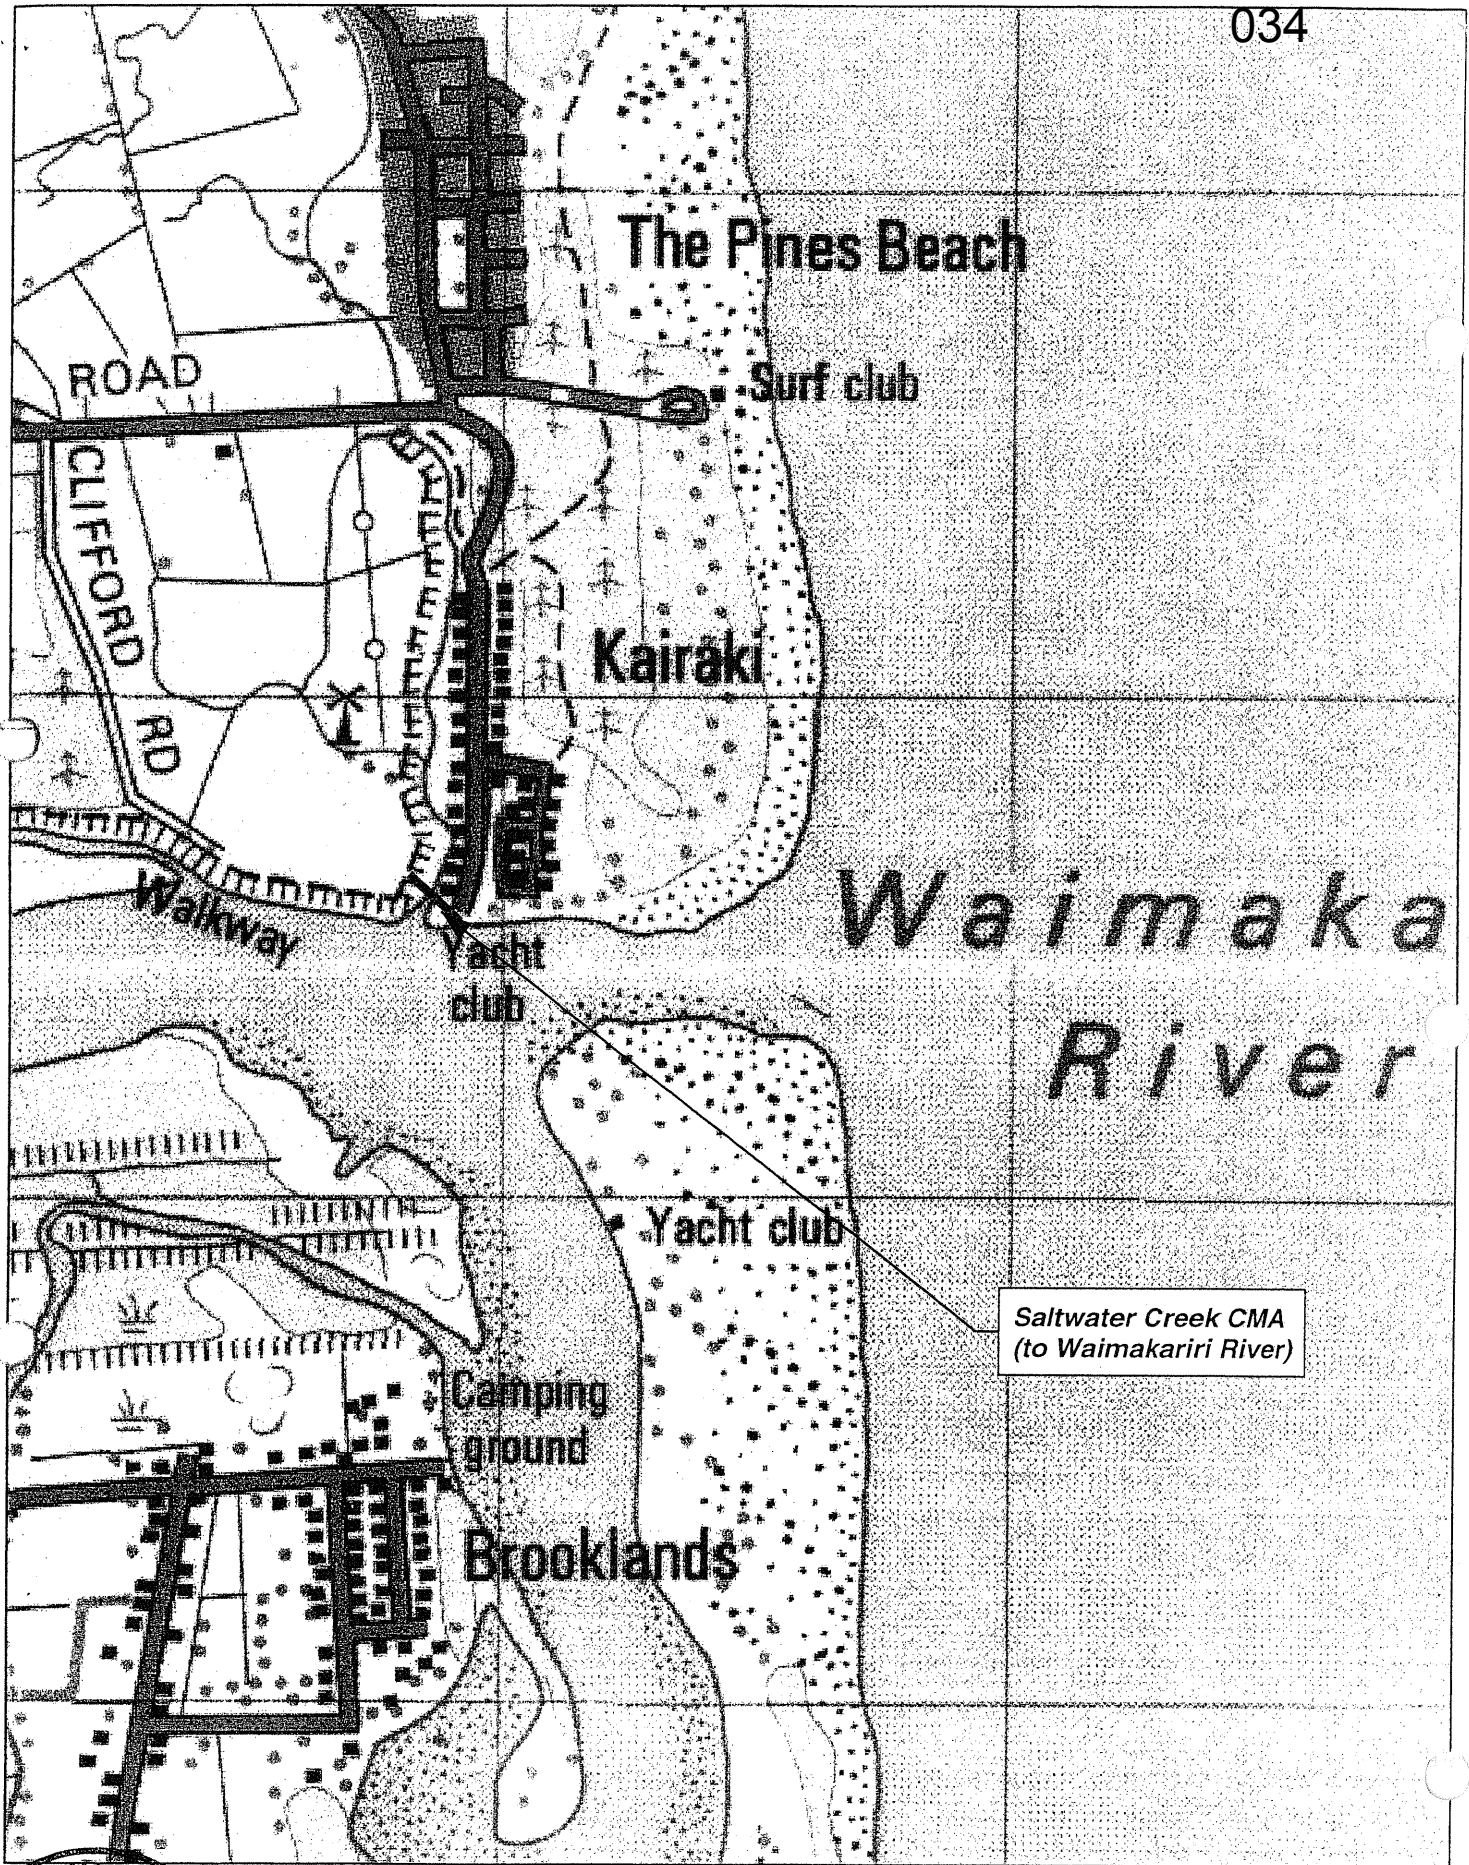 034
The Pines Beach
ROAD
Surf club
CLIFFORD
RD
Kairaki
Walkway
Yacht
club
Waimaka
River
Yacht club
Saltwater Creek CMA
(to Waimakariri River)
Camping
ground
Brooklands